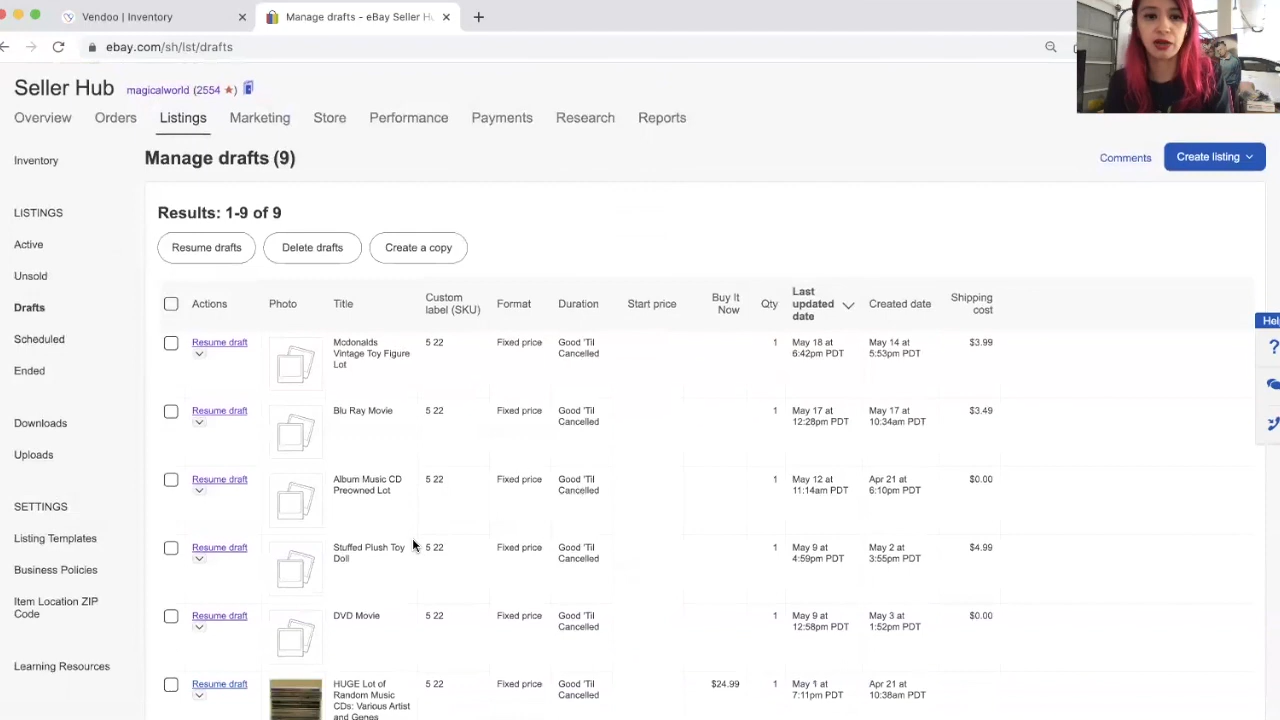 Vendoo | Inventory
Manage drafts - eBay Seller Hu
ebay.com/sh/lst/drafts
Seller Hub
magicalworld (2554 ★)
Overview
Orders
Listings
Marketing
Store
Performance
Payments
Research
Reports
Inventory
LISTINGS
Active
Unsold
Drafts
Scheduled
Ended
Downloads
Uploads
SETTINGS
Listing Templates
Business Policies
Item Location ZIP
Code
Learning Resources
Manage drafts (9)
Comments
Create listing
Results: 1-9 of 9
Resume drafts
Delete drafts
Create a copy
Actions
Photo
Title
Custom
label (SKU)
Format
Duration
Start price
Buy It
Now
Qty
Last
updated
date
Created date
Shipping
cost
Resume draft
Mcdonalds
Vintage Toy Figure
Lot
5 22
Fixed price
Good 'Til
Cancelled
1
May 18 at
6:42pm PDT
May 14 at
5:53pm PDT
$3.99
Resume draft
Blu Ray Movie
5 22
Fixed price
Good 'Til
Cancelled
1
May 17 at
12:28pm PDT
May 17 at
10:34am PDT
$3.49
Resume draft
Album Music CD
Preowned Lot
5 22
Fixed price
Good 'Til
Cancelled
1
May 12 at
11:14am PDT
Apr 21 at
6:10pm PDT
$0.00
Resume draft
Stuffed Plush Toy
Doll
5 22
Fixed price
Good 'Til
Cancelled
1
May 9 at
4:59pm PDT
May 2 at
3:55pm PDT
$4.99
Resume draft
DVD Movie
5 22
Fixed price
Good 'Til
Cancelled
1
May 9 at
12:58pm PDT
May 3 at
1:52pm PDT
$0.00
Resume draft
HUGE Lot of
Random Music
CDs: Various Artist
and Genes
5 22
Fixed price
Good 'Til
Cancelled
$24.99
1
May 1 at
7:11pm PDT
Apr 21 at
10:38am PDT
Hel
?